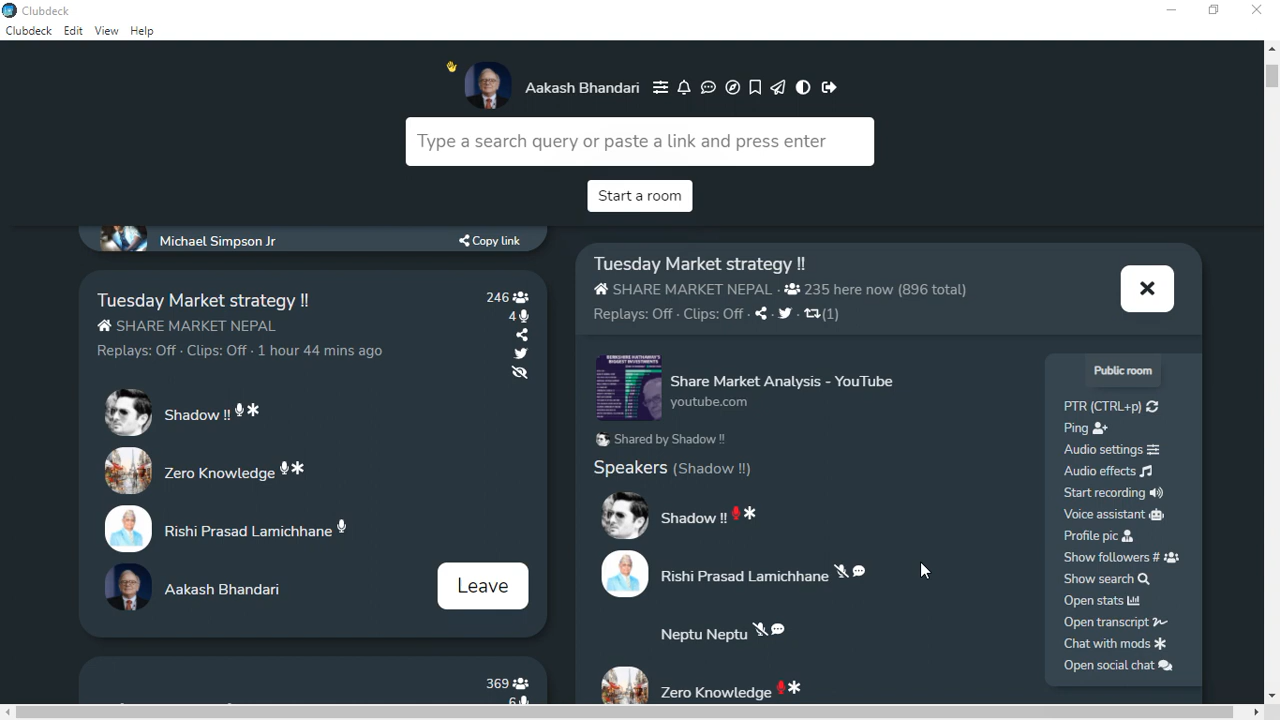 Clubdeck
Clubdeck Edit View Help
Aakash Bhandari
Type a search query or paste a link and press enter
Start a room
Michael Simpson Jr Copy link
Tuesday Market strategy !!
246
SHARE MARKET NEPAL
4
Replays: Off · Clips: Off · 1 hour 44 mins ago
Shadow !!
Zero Knowledge
Rishi Prasad Lamichhane
Aakash Bhandari
Leave
369
6
Tuesday Market strategy !!
SHARE MARKET NEPAL · 235 here now (896 total)
Replays: Off · Clips: Off · · · (1)
BERKSHIRE HATHAWAY'S
BIGGEST INVESTMENTS
Share Market Analysis - YouTube
youtube.com
Shared by Shadow !!
Speakers (Shadow !!)
Shadow !!
Rishi Prasad Lamichhane
Neptu Neptu
Zero Knowledge
Public room
PTR (CTRL+p)
Ping
Audio settings
Audio effects
Start recording
Voice assistant
Profile pic
Show followers #
Show search
Open stats
Open transcript
Chat with mods
Open social chat